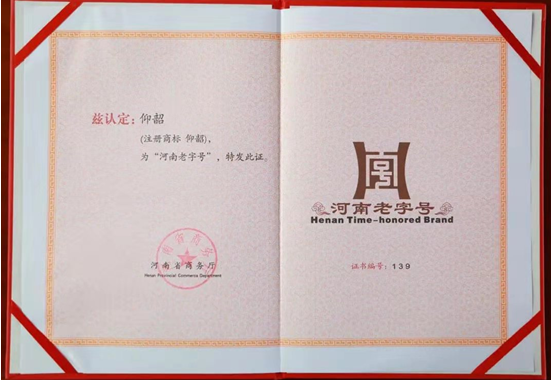 兹认定：仰韶
(注册商标 仰韶)，
为“河南老字号”，特发此证。
河南省商务厅
Henan Provincial Commerce Department
河南老字号
Henan Time-honored Brand
证书编号：139